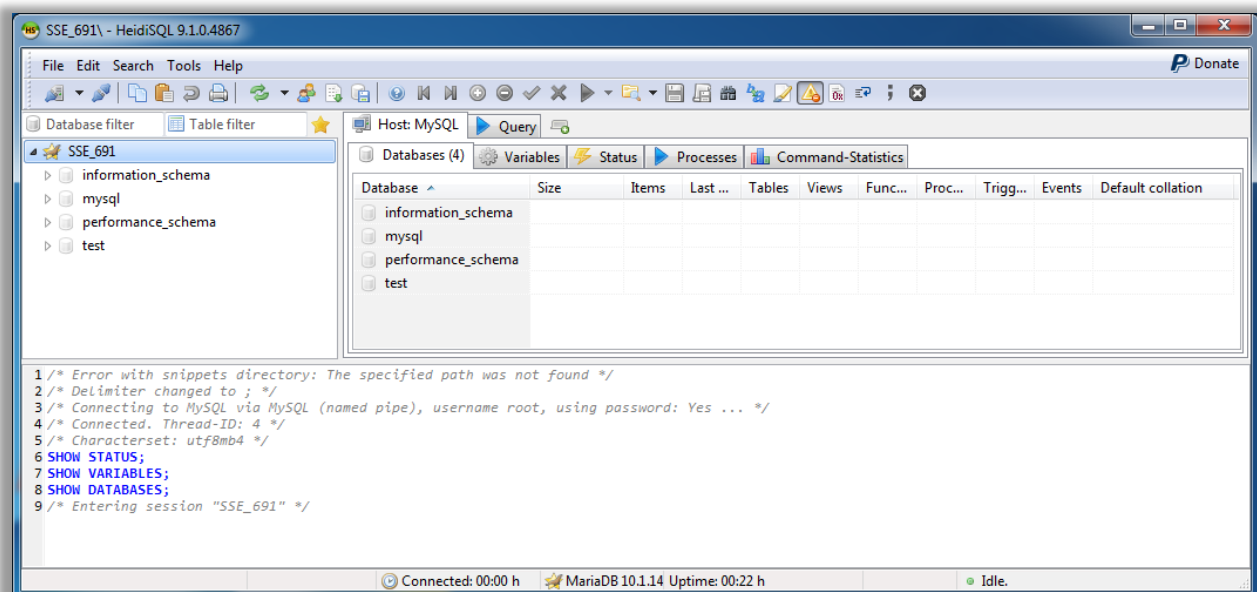 SSE_691\ - HeidiSQL 9.1.0.4867
File Edit Search Tools Help
Donate
Database filter Table filter
Host: MySQL Query
SSE_691
information_schema
mysql
performance_schema
test
Databases (4) Variables Status Processes Command-Statistics
Database Size Items Last ... Tables Views Func... Proc... Trigg... Events Default collation
information_schema
mysql
performance_schema
test
1 /* Error with snippets directory: The specified path was not found */
2 /* Delimiter changed to ; */
3 /* Connecting to MySQL via MySQL (named pipe), username root, using password: Yes ... */
4 /* Connected. Thread-ID: 4 */
5 /* Characterset: utf8mb4 */
6 SHOW STATUS;
7 SHOW VARIABLES;
8 SHOW DATABASES;
9 /* Entering session "SSE_691" */
Connected: 00:00 h MariaDB 10.1.14 Uptime: 00:22 h Idle.